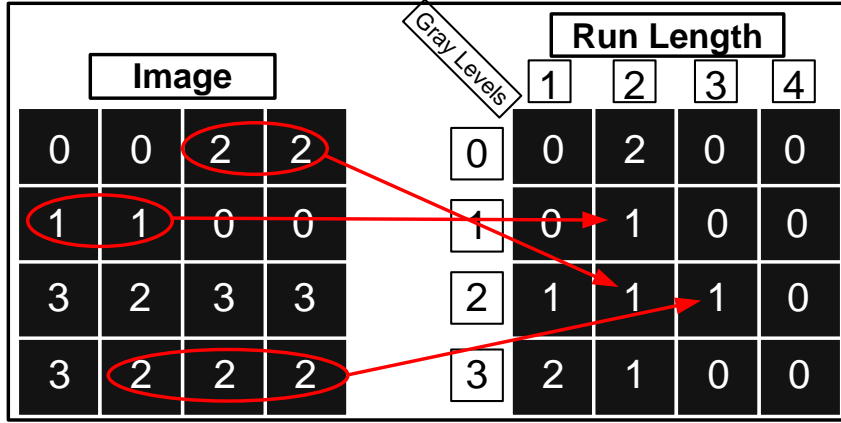 Gray Levels
Run Length
Image
1 2 3 4
0 0 2 2 0 0 2 0 0
1 1 0 0 1 0 1 0 0
3 2 3 3 2 1 1 1 0
3 2 2 2 3 2 1 0 0